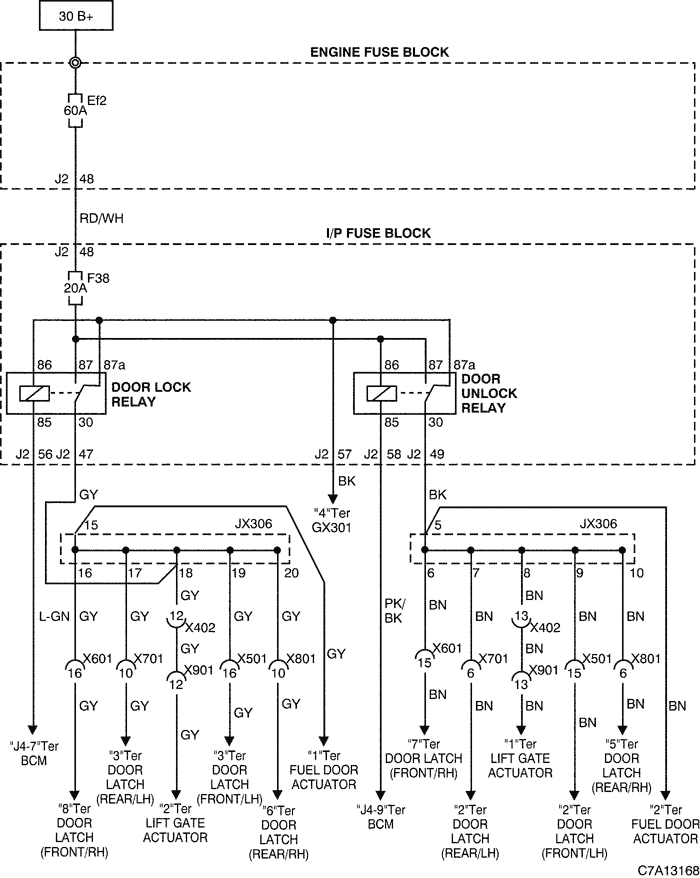 30 B+
ENGINE FUSE BLOCK
Ef2
60A
J2 48
RD/WH
I/P FUSE BLOCK
J2 48
F38
20A
86 87 87a
86 87 87a
DOOR LOCK
RELAY
DOOR
UNLOCK
RELAY
85 30
85 30
J2 56 J2 47 J2 57 J2 58 J2 49
GY
BK
BK
"4"Ter
GX301
15 JX306
5 JX306
16 17 18 19 20
6 7 8 9 10
GY
BN
L-GN GY GY 12 GY GY
PK/
BK
BN BN 13 BN BN
X402
X402
GY
BN
GY
X601 X701 X901 X501 X801
16 10 12 16 10
X601 X701 X901 X501 X801
15 6 13 15 6
GY GY GY GY GY
BN BN BN BN BN BN
"J4-7"Ter
BCM
"3"Ter
DOOR
LATCH
(REAR/LH)
"3"Ter
DOOR
LATCH
(FRONT/LH)
"1"Ter
FUEL DOOR
ACTUATOR
"7"Ter
DOOR LATCH
(FRONT/RH)
"1"Ter
LIFT GATE
ACTUATOR
"5"Ter
DOOR
LATCH
(REAR/RH)
"8"Ter
DOOR
LATCH
(FRONT/RH)
"2"Ter
LIFT GATE
ACTUATOR
"6"Ter
DOOR
LATCH
(REAR/RH)
"J4-9"Ter
BCM
"2"Ter
DOOR
LATCH
(REAR/LH)
"2"Ter
DOOR
LATCH
(FRONT/LH)
"2"Ter
FUEL DOOR
ACTUATOR
C7A13168